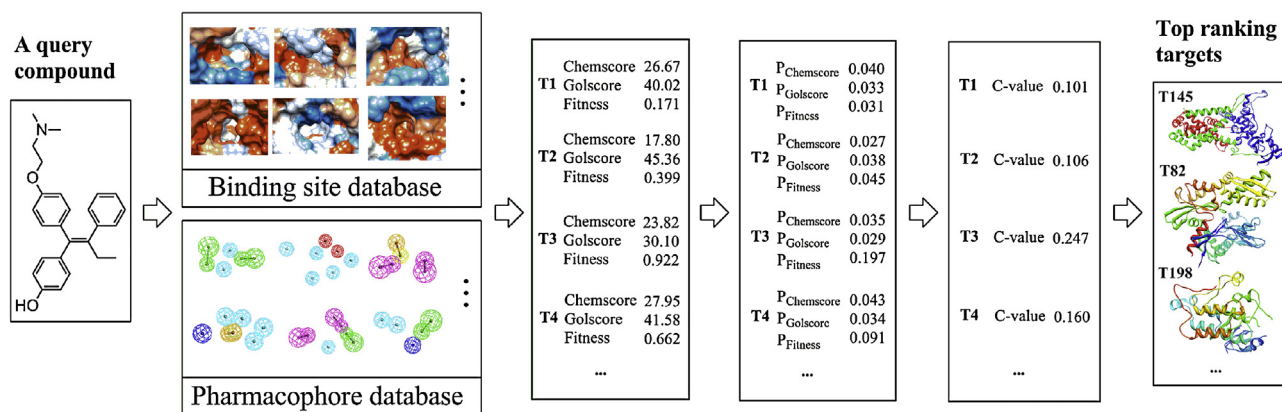 A query
compound
N
O
HO
Binding site database
Pharmacophore database
T1
Chemscore 26.67
Golscore 40.02
Fitness 0.171
T2
Chemscore 17.80
Golscore 45.36
Fitness 0.399
T3
Chemscore 23.82
Golscore 30.10
Fitness 0.922
T4
Chemscore 27.95
Golscore 41.58
Fitness 0.662
...
T1
PChemscore 0.040
PGolscore 0.033
PFitness 0.031
T2
PChemscore 0.027
PGolscore 0.038
PFitness 0.045
T3
PChemscore 0.035
PGolscore 0.029
PFitness 0.197
T4
PChemscore 0.043
PGolscore 0.034
PFitness 0.091
...
T1 C-value 0.101
T2 C-value 0.106
T3 C-value 0.247
T4 C-value 0.160
...
Top ranking
targets
T145
T82
T198
...